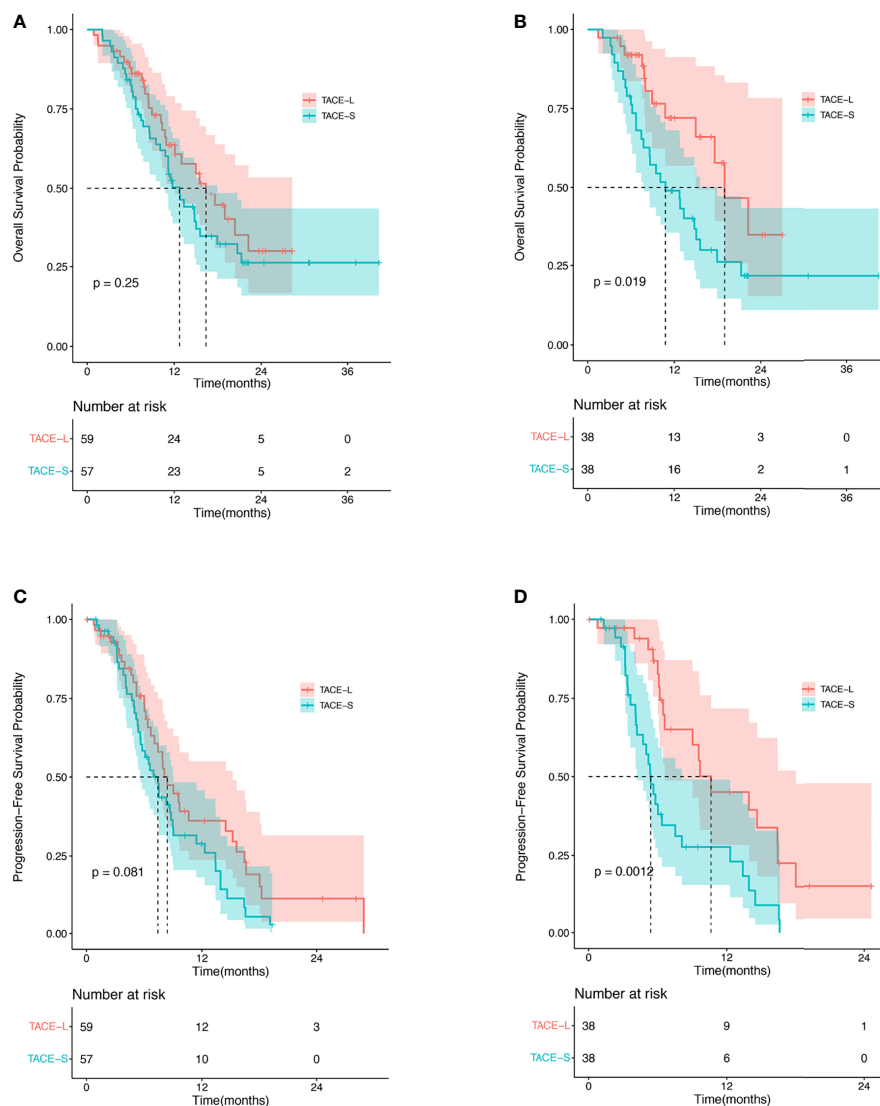 A
Overall Survival Probability
1.00
0.75
0.50
0.25
0.00
TACE–L
TACE–S
p = 0.25
0 12 24 36
Time(months)
Number at risk
TACE–L 59 24 5 0
TACE–S 57 23 5 2
0 12 24 36
Time(months)
B
Overall Survival Probability
1.00
0.75
0.50
0.25
0.00
TACE–L
TACE–S
p = 0.019
0 12 24 36
Time(months)
Number at risk
TACE–L 38 13 3 0
TACE–S 38 16 2 1
0 12 24 36
Time(months)
C
Progression–Free Survival Probability
1.00
0.75
0.50
0.25
0.00
TACE–L
TACE–S
p = 0.081
0 12 24
Time(months)
Number at risk
TACE–L 59 12 3
TACE–S 57 10 0
0 12 24
Time(months)
D
Progression–Free Survival Probability
1.00
0.75
0.50
0.25
0.00
TACE–L
TACE–S
p = 0.0012
0 12 24
Time(months)
Number at risk
TACE–L 38 9 1
TACE–S 38 6 0
0 12 24
Time(months)